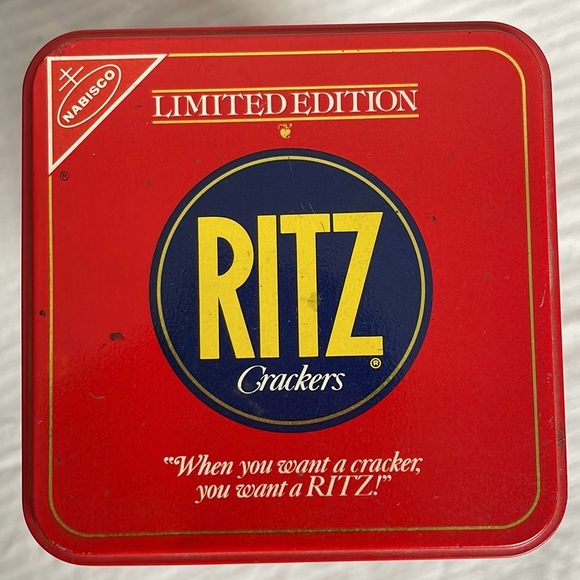 NABISCO
®
LIMITED EDITION
RITZ®
Crackers
"When you want a cracker,
you want a RITZ!"